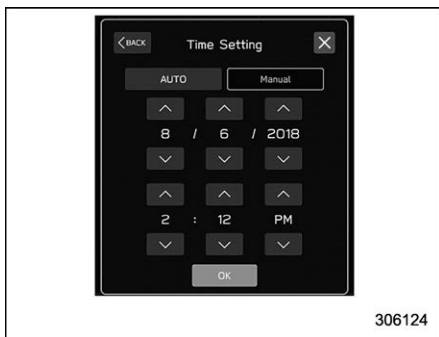 BACK Time Setting X
AUTO Manual
8 / 6 / 2018
2 : 12 PM
OK
306124